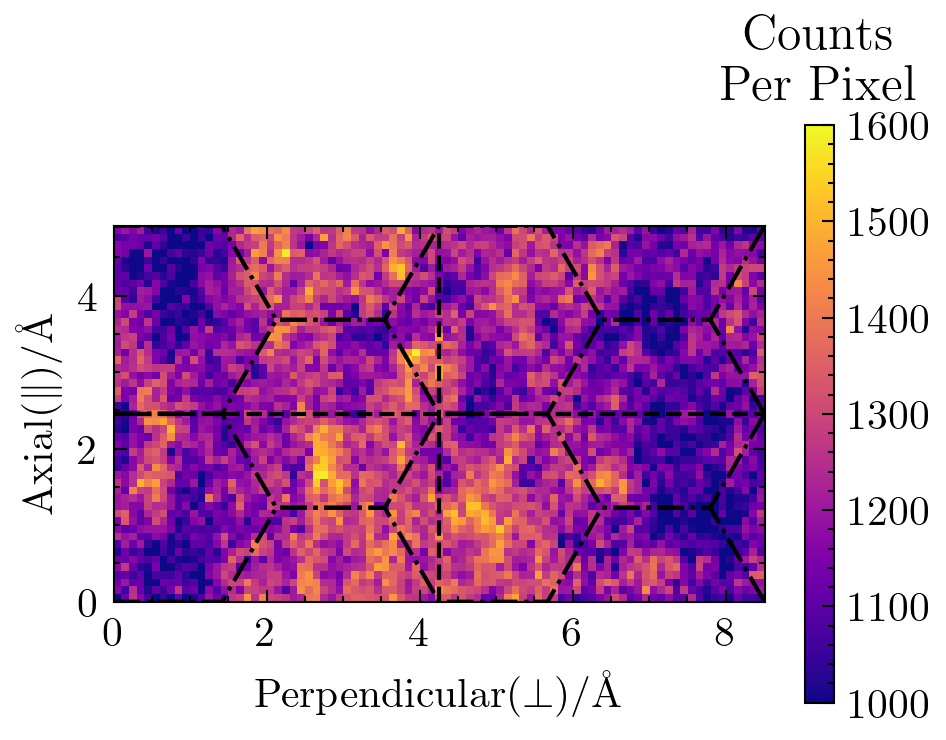 Counts
Per Pixel
1600
1500
1400
1300
1200
1100
1000
Axial(||)/Å
4
2
0
0 2 4 6 8
Perpendicular(⊥)/Å